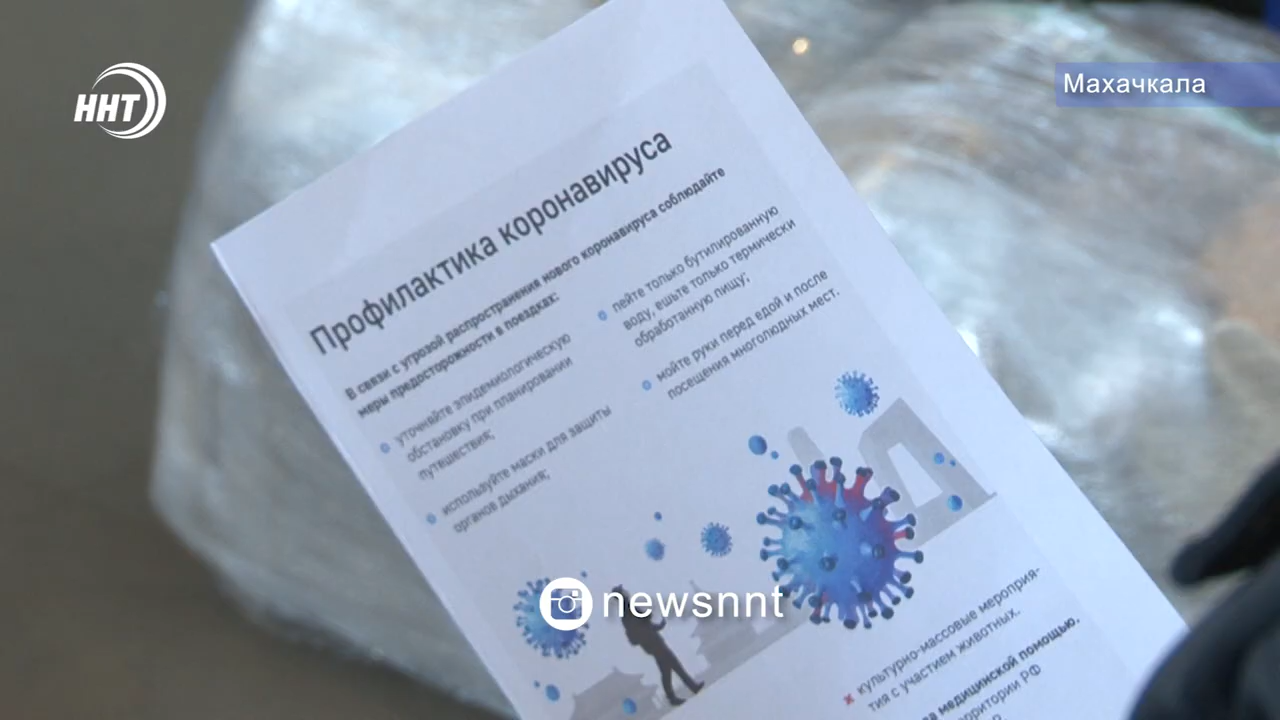 ННТ
Махачкала
Профилактика коронавируса
В связи с угрозой распространения нового коронавируса соблюдайте
меры предосторожности в поездках:
уточняйте эпидемиологическую
обстановку при планировании
путешествия;
используйте маски для защиты
органов дыхания;
пейте только бутилированную
воду, ешьте только термически
обработанную пищу;
мойте руки перед едой и после
посещения многолюдных мест.
newsnnt
культурно-массовые мероприя-
тия с участием животных.
медицинской помощью.
РФ